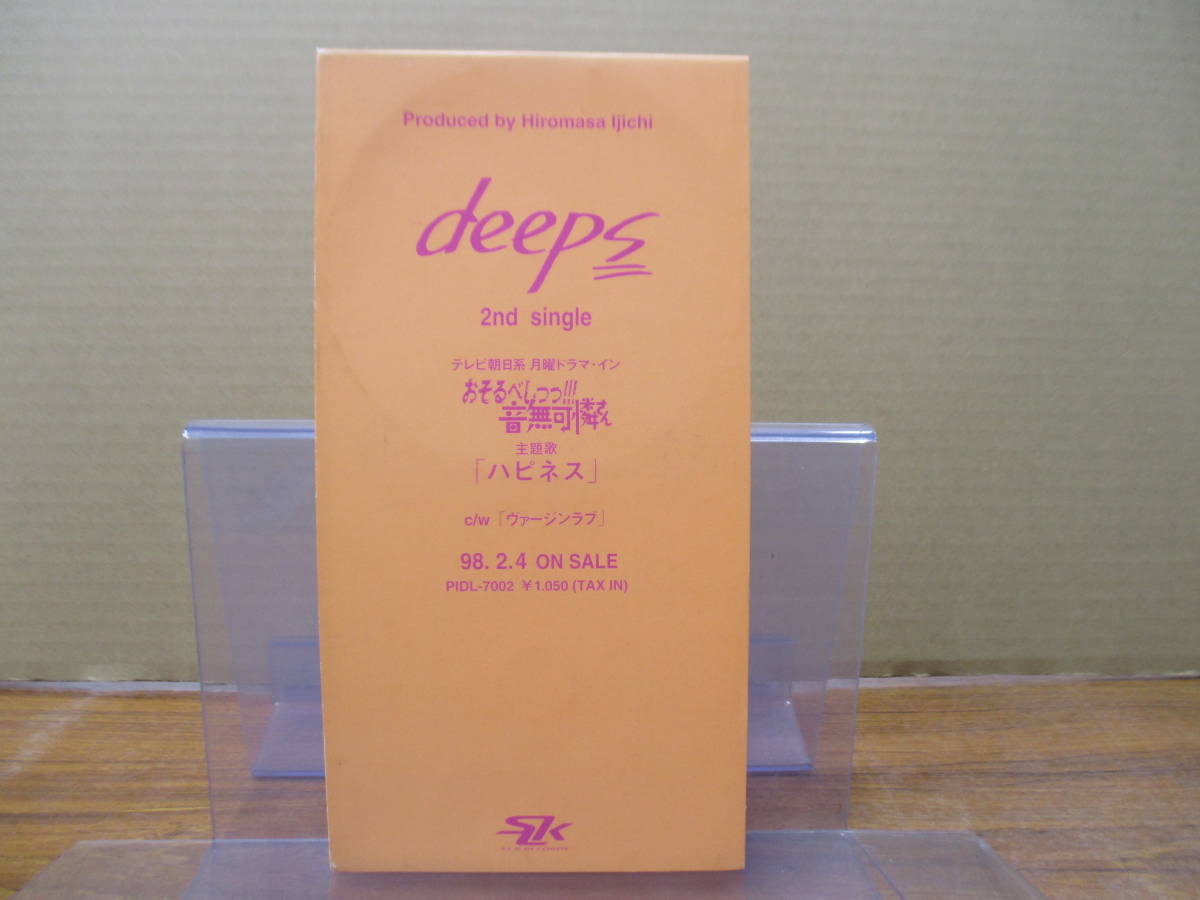 Produced by Hiromasa Ijichi
deeps
2nd single
テレビ朝日系 月曜ドラマ・イン
おそるべしっっ!!!
音無可憐さん
主題歌
「ハピネス」
c/w「ヴァージンラブ」
98. 2.4 ON SALE
PIDL-7002 ¥1.050 (TAX IN)